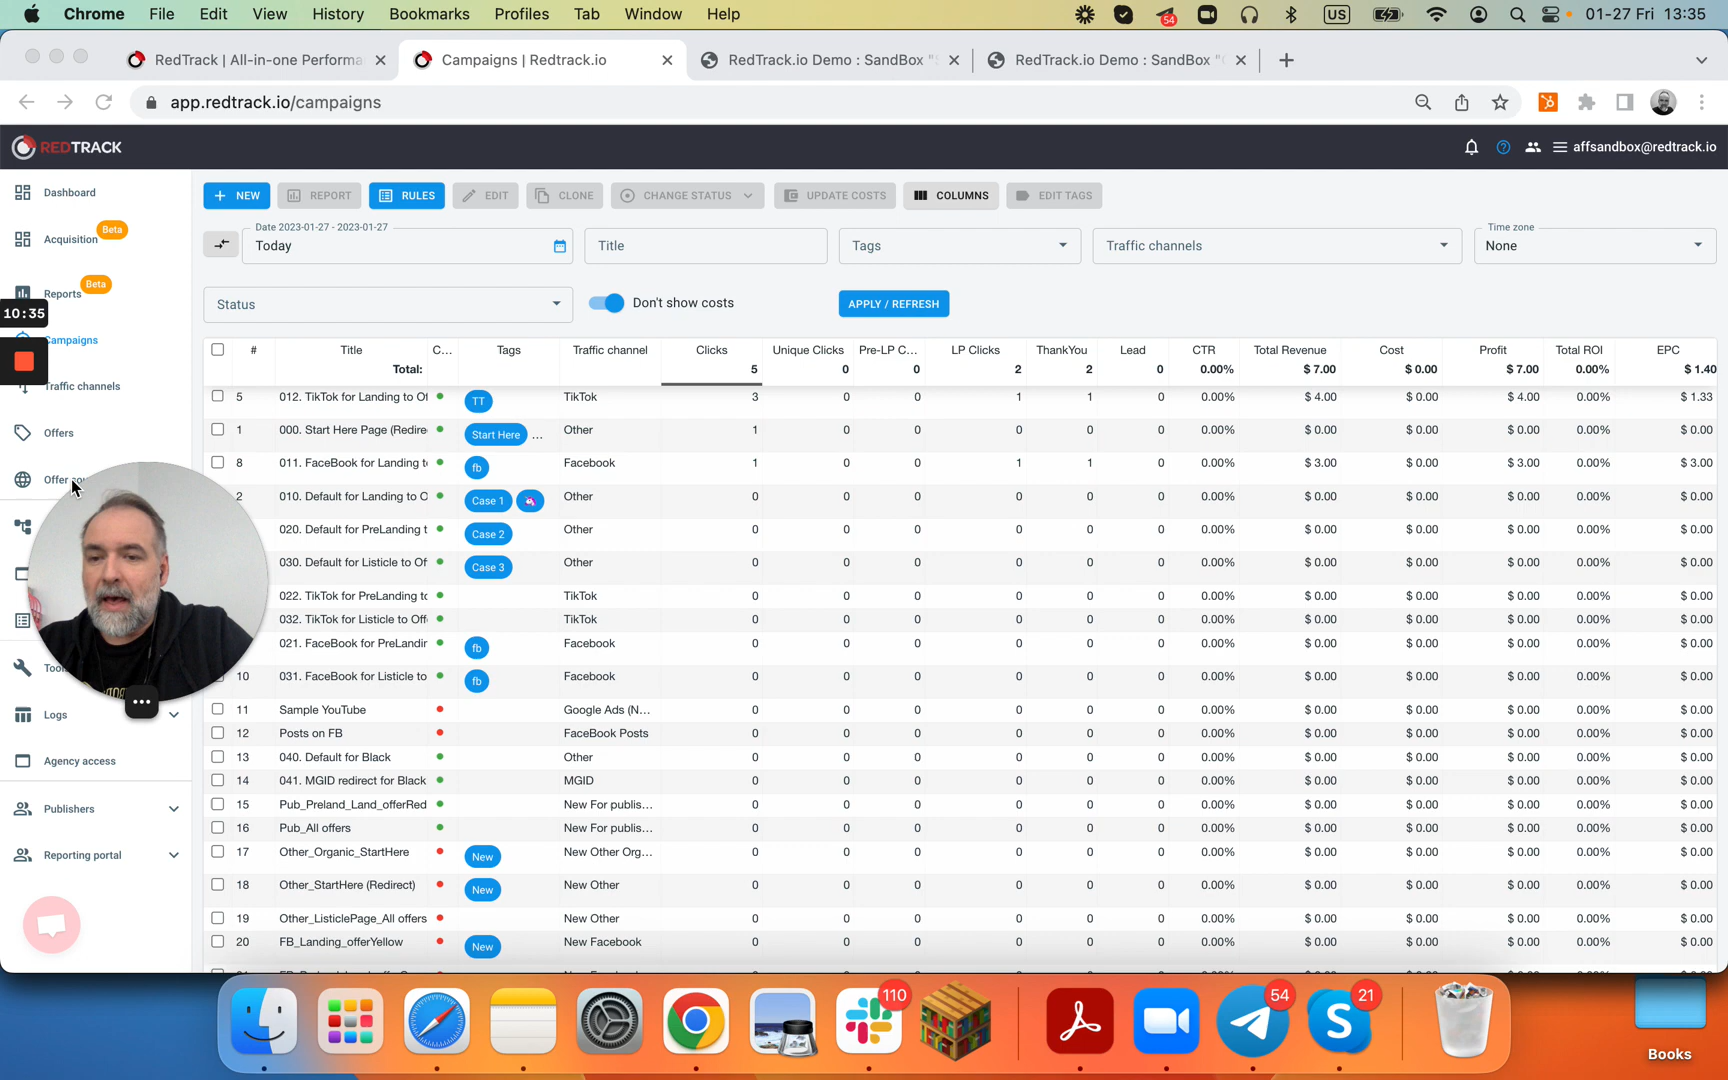 Chrome File Edit View History Bookmarks Profiles Tab Window Help 54 US 01-27 Fri 13:35
RedTrack | All-in-one Performa Campaigns | Redtrack.io RedTrack.io Demo : SandBox " RedTrack.io Demo : SandBox "
app.redtrack.io/campaigns
REDTRACK affsandbox@redtrack.io
Dashboard
Acquisition Beta
Reports Beta
10:35
Campaigns
Traffic channels
Offers
Offer
Logs
Agency access
Publishers
Reporting portal
NEW REPORT RULES EDIT CLONE CHANGE STATUS UPDATE COSTS COLUMNS EDIT TAGS
Date 2023-01-27 - 2023-01-27 Time zone
Today Title Tags Traffic channels None
Status Don't show costs APPLY / REFRESH
# Title C... Tags Traffic channel Clicks Unique Clicks Pre-LP C... LP Clicks ThankYou Lead CTR Total Revenue Cost Profit Total ROI EPC
Total: 5 0 0 2 2 0 0.00% $ 7.00 $ 0.00 $ 7.00 0.00% $ 1.40
5 012. TikTok for Landing to Of TT TikTok 3 0 0 1 1 0 0.00% $ 4.00 $ 0.00 $ 4.00 0.00% $ 1.33
1 000. Start Here Page (Redire Start Here ... Other 1 0 0 0 0 0 0.00% $ 0.00 $ 0.00 $ 0.00 0.00% $ 0.00
8 011. FaceBook for Landing t fb Facebook 1 0 0 1 1 0 0.00% $ 3.00 $ 0.00 $ 3.00 0.00% $ 3.00
2 010. Default for Landing to O Case 1 Other 0 0 0 0 0 0 0.00% $ 0.00 $ 0.00 $ 0.00 0.00% $ 0.00
020. Default for PreLanding t Case 2 Other 0 0 0 0 0 0 0.00% $ 0.00 $ 0.00 $ 0.00 0.00% $ 0.00
030. Default for Listicle to Of Case 3 Other 0 0 0 0 0 0 0.00% $ 0.00 $ 0.00 $ 0.00 0.00% $ 0.00
022. TikTok for PreLanding to TikTok 0 0 0 0 0 0 0.00% $ 0.00 $ 0.00 $ 0.00 0.00% $ 0.00
032. TikTok for Listicle to Off TikTok 0 0 0 0 0 0 0.00% $ 0.00 $ 0.00 $ 0.00 0.00% $ 0.00
021. FaceBook for PreLandin fb Facebook 0 0 0 0 0 0 0.00% $ 0.00 $ 0.00 $ 0.00 0.00% $ 0.00
10 031. FaceBook for Listicle to fb Facebook 0 0 0 0 0 0 0.00% $ 0.00 $ 0.00 $ 0.00 0.00% $ 0.00
11 Sample YouTube Google Ads (N... 0 0 0 0 0 0 0.00% $ 0.00 $ 0.00 $ 0.00 0.00% $ 0.00
12 Posts on FB FaceBook Posts 0 0 0 0 0 0 0.00% $ 0.00 $ 0.00 $ 0.00 0.00% $ 0.00
13 040. Default for Black Other 0 0 0 0 0 0 0.00% $ 0.00 $ 0.00 $ 0.00 0.00% $ 0.00
14 041. MGID redirect for Black MGID 0 0 0 0 0 0 0.00% $ 0.00 $ 0.00 $ 0.00 0.00% $ 0.00
15 Pub_Preland_Land_offerRed New For publis... 0 0 0 0 0 0 0.00% $ 0.00 $ 0.00 $ 0.00 0.00% $ 0.00
16 Pub_All offers New For publis... 0 0 0 0 0 0 0.00% $ 0.00 $ 0.00 $ 0.00 0.00% $ 0.00
17 Other_Organic_StartHere New New Other Org... 0 0 0 0 0 0 0.00% $ 0.00 $ 0.00 $ 0.00 0.00% $ 0.00
18 Other_StartHere (Redirect) New New Other 0 0 0 0 0 0 0.00% $ 0.00 $ 0.00 $ 0.00 0.00% $ 0.00
19 Other_ListiclePage_All offers New Other 0 0 0 0 0 0 0.00% $ 0.00 $ 0.00 $ 0.00 0.00% $ 0.00
20 FB_Landing_offerYellow New New Facebook 0 0 0 0 0 0 0.00% $ 0.00 $ 0.00 $ 0.00 0.00% $ 0.00
110 54 21
Books